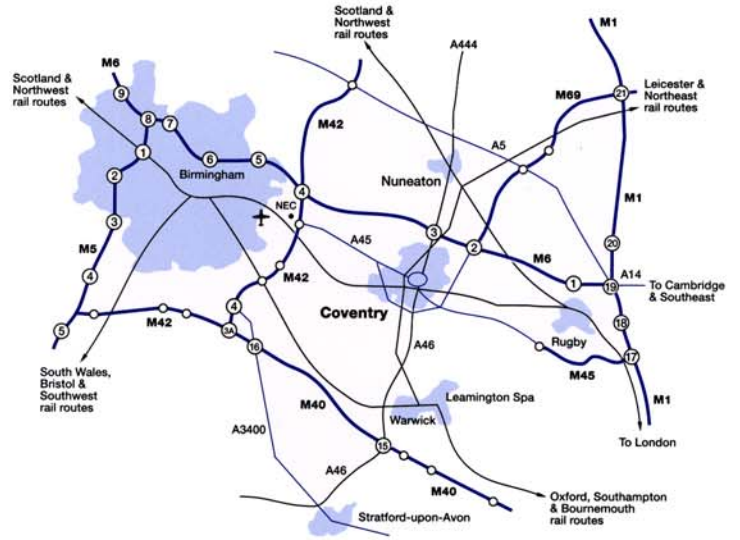 Scotland &
Northwest
rail routes
M1
A444
M6
Scotland &
Northwest
rail routes
9
8
7
1
6
5
2
3
M5
4
5
Birmingham
M42
4
NEC
M69
21
Leicester &
Northeast
rail routes
A5
Nuneaton
M1
3
2
A45
M6
20
1
19
A14
To Cambridge
& Southeast
M42
4
Coventry
18
M42
3A
16
A46
Rugby
17
M45
M1
South Wales,
Bristol &
Southwest
rail routes
M40
Leamington Spa
Warwick
A3400
15
To London
A46
M40
Oxford, Southampton
& Bournemouth
rail routes
Stratford-upon-Avon